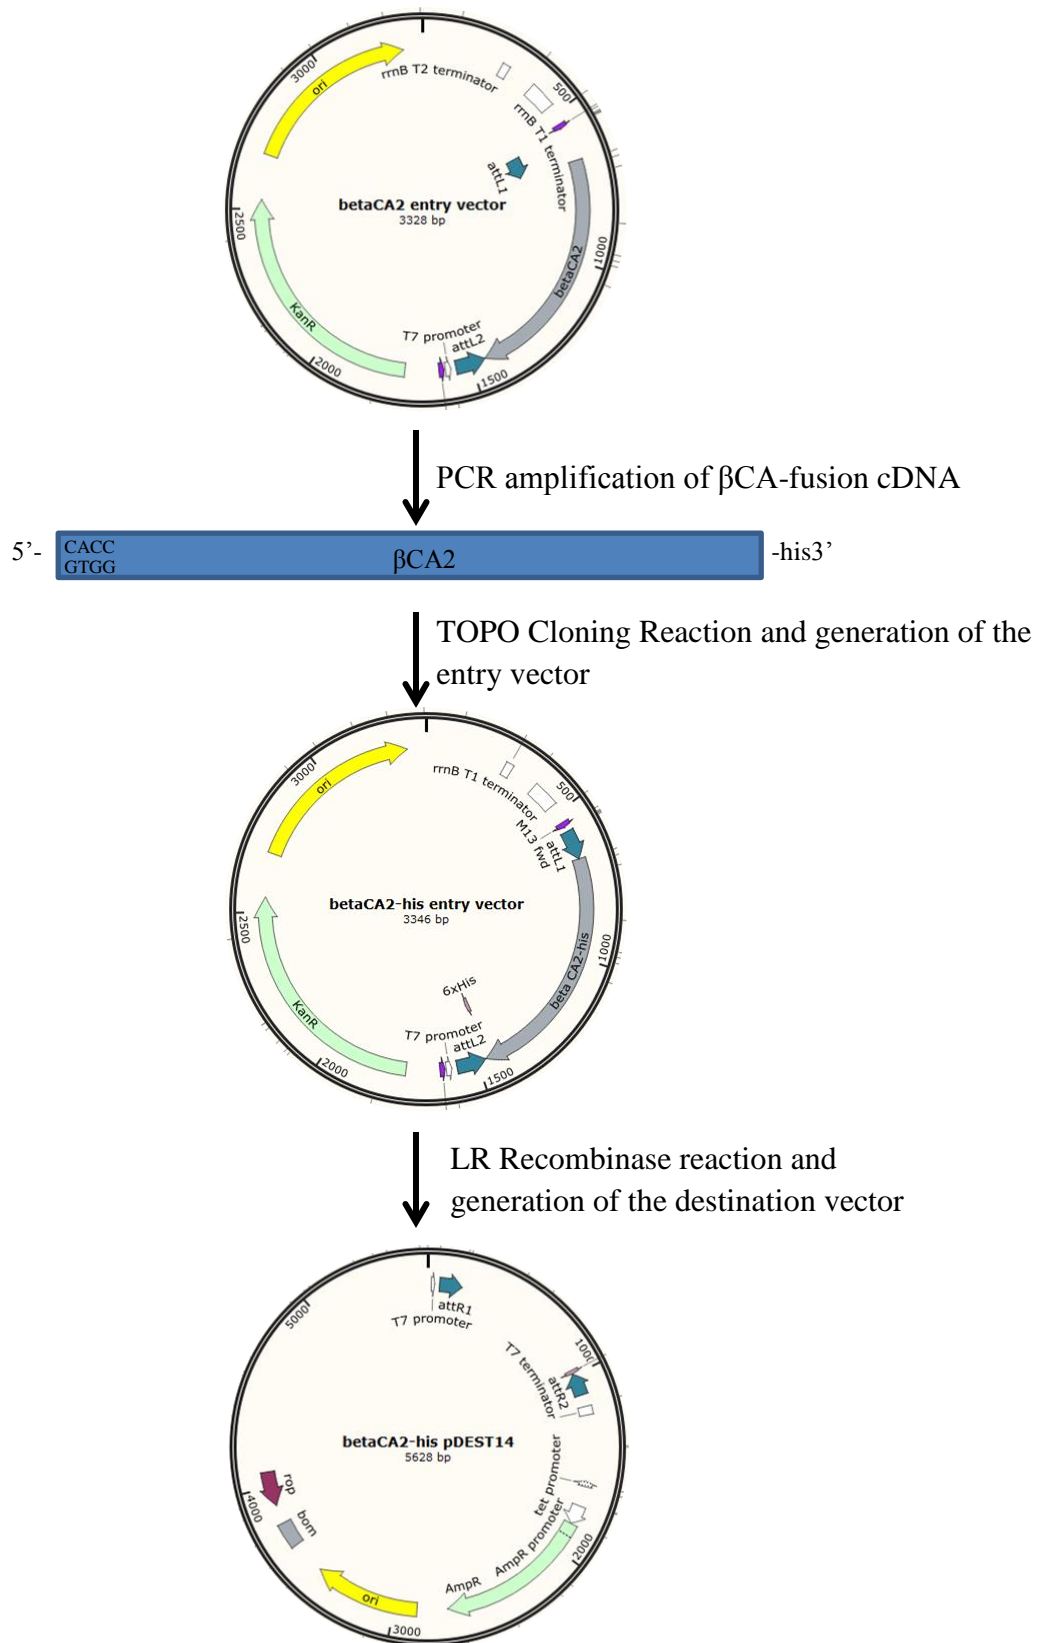 3000
ori
rrnB T2 terminator
500
rrnB T1 terminator
attL1
betaCA2 entry vector
3328 bp
2500
1000
betaCA2
KanR
T7 promoter
attL2
2000
1500
PCR amplification of βCA-fusion cDNA
5’-
CACC
GTGG
βCA2
-his3’
TOPO Cloning Reaction and generation of the
entry vector
3000
ori
rrnB T1 terminator
500
M13 fwd
attL1
betaCA2-his entry vector
3346 bp
2500
1000
beta CA2-his
6xHis
KanR
T7 promoter
attL2
2000
1500
LR Recombinase reaction and
generation of the destination vector
5000
attR1
T7 promoter
1000
T7 terminator
attR2
betaCA2-his pDEST14
5628 bp
tet promoter
rop
4000
bom
AmpR promoter
2000
AmpR
ori
3000